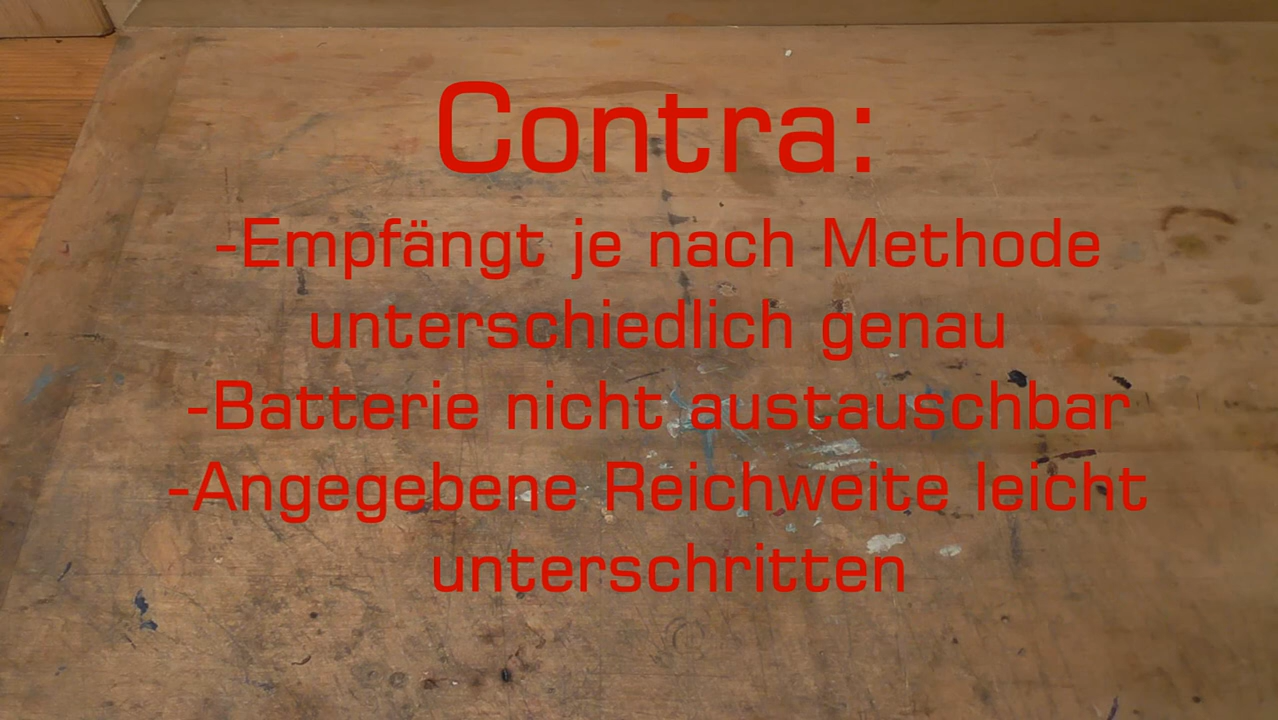 Contra:
-Empfängt je nach Methode
unterschiedlich genau
-Batterie nicht austauschbar
-Angegebene Reichweite leicht
unterschritten